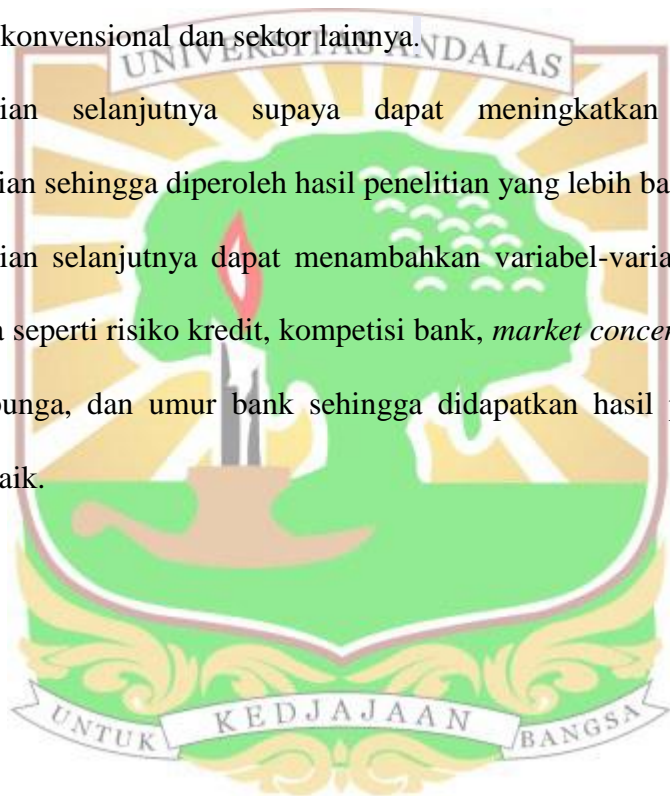 konvensional dan sektor lainnya.
UNIVERSITAS ANDALAS
ian selanjutnya supaya dapat meningkatkan
ian sehingga diperoleh hasil penelitian yang lebih ba
ian selanjutnya dapat menambahkan variabel-varia
a seperti risiko kredit, kompetisi bank, market concen
bunga, dan umur bank sehingga didapatkan hasil p
aik.
UNTUK KEDJAJAAN BANGSA